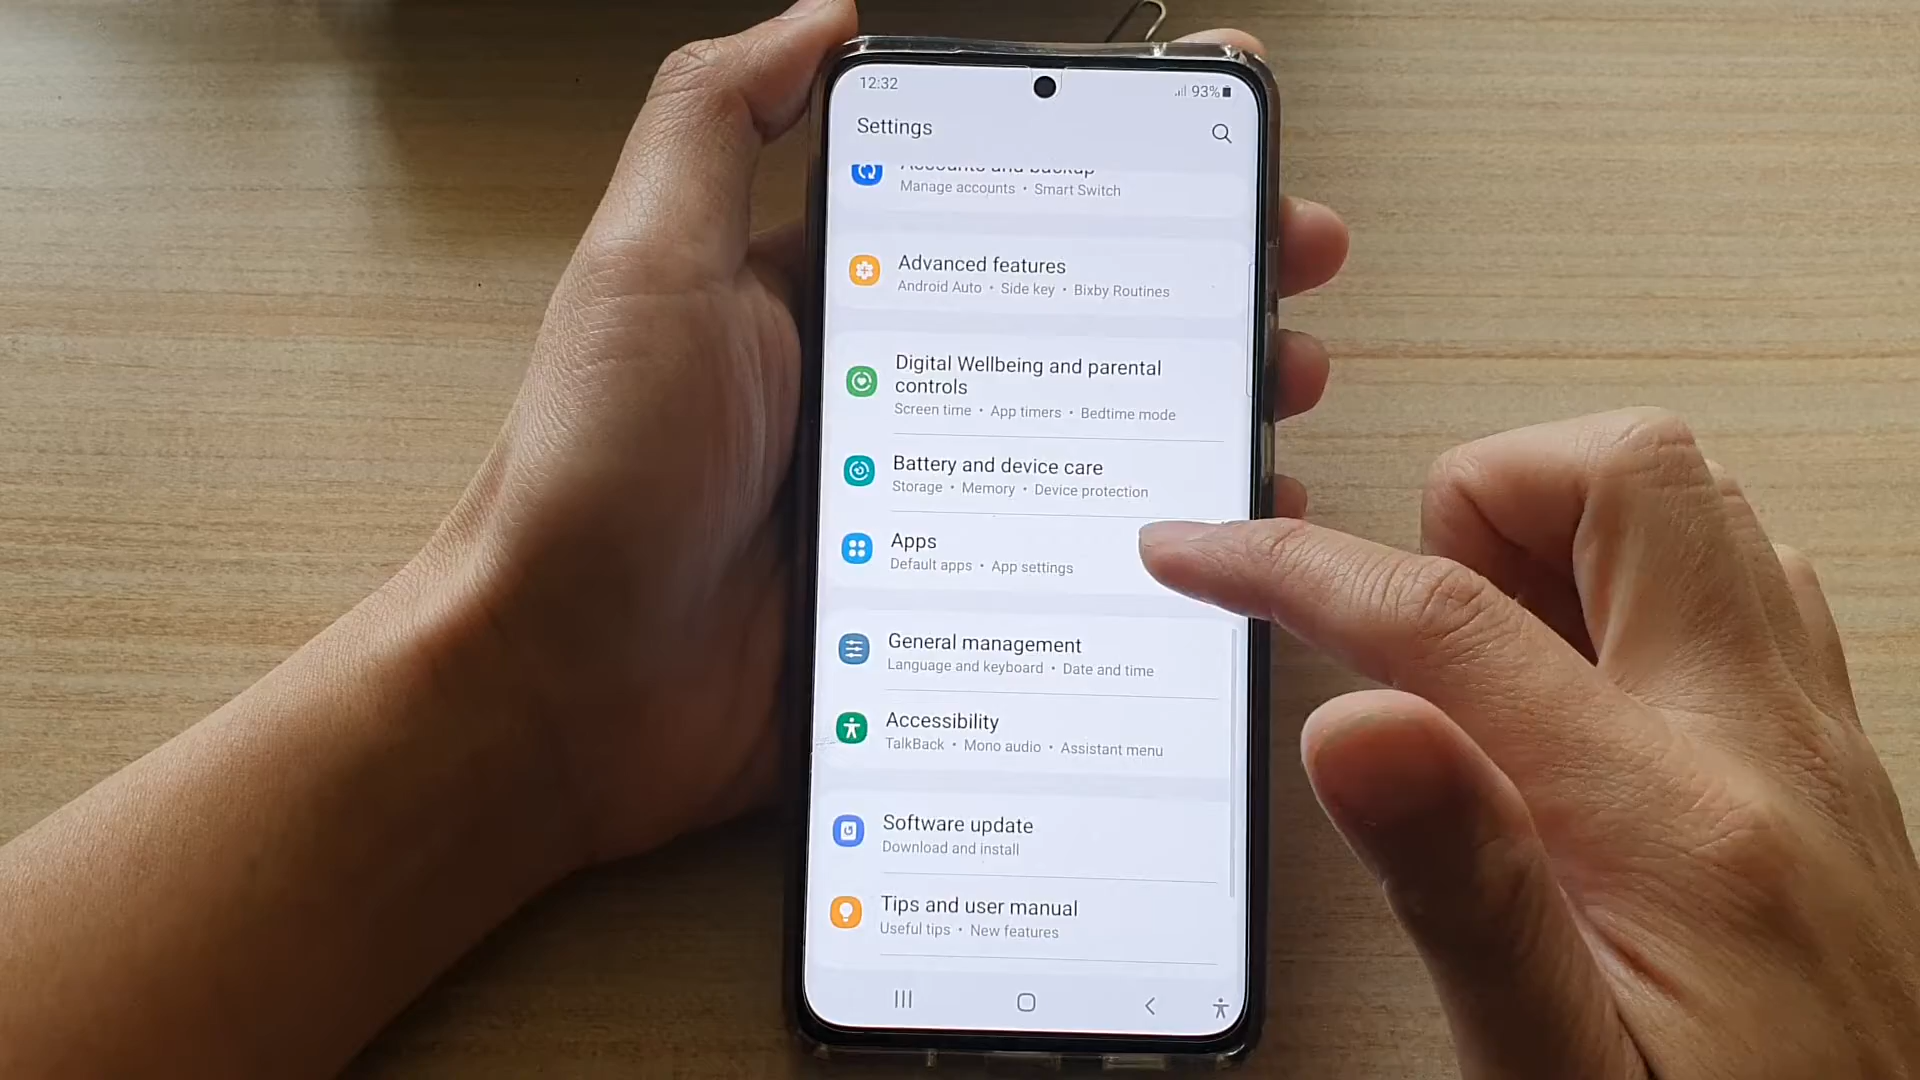 12:32
93%
Settings
Accounts and backup
Manage accounts • Smart Switch
Advanced features
Android Auto • Side key • Bixby Routines
Digital Wellbeing and parental
controls
Screen time • App timers • Bedtime mode
Battery and device care
Storage • Memory • Device protection
Apps
Default apps • App settings
General management
Language and keyboard • Date and time
Accessibility
TalkBack • Mono audio • Assistant menu
Software update
Download and install
Tips and user manual
Useful tips • New features